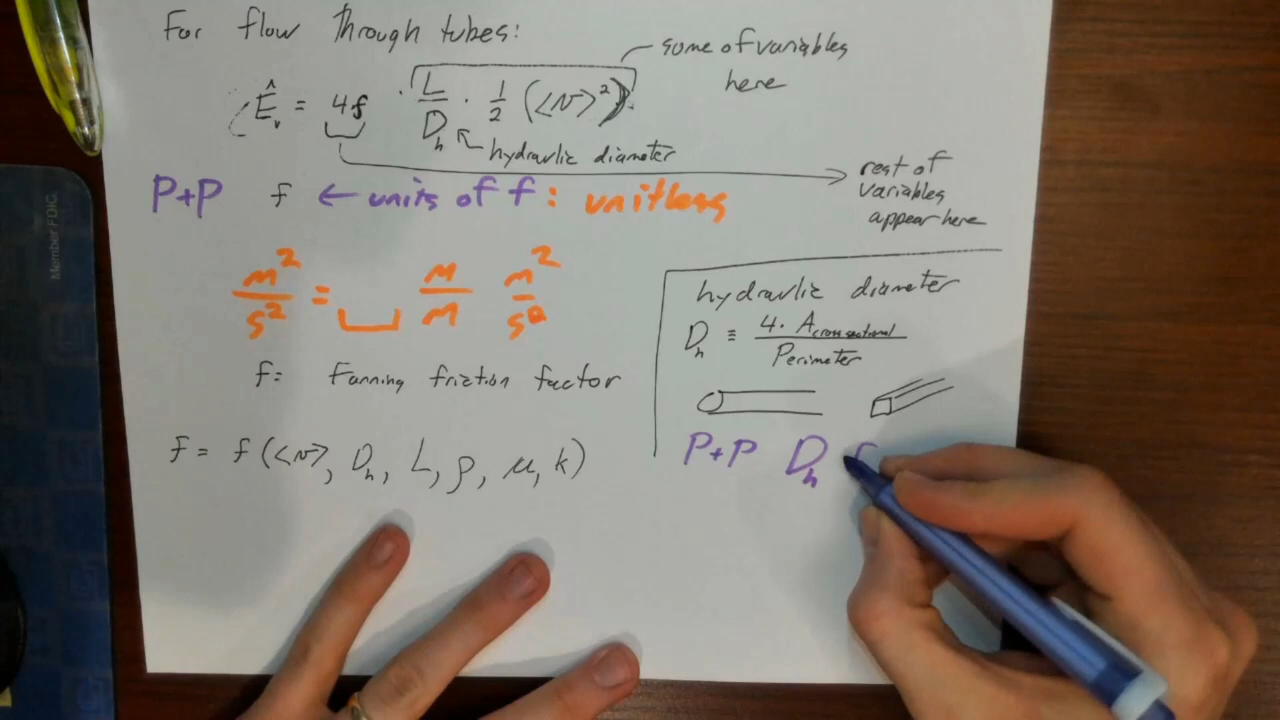 For flow through tubes:
Ê_v = 4f · L/D_h · 1/2 (<v>²)
some of variables
here
hydraulic diameter
rest of
variables
appear here
P+P f ← units of f: unitless
m²/s² = m/m m²/s²
f = Fanning friction factor
f = f(<v>, D_h, L, ρ, μ, k)
hydraulic diameter
D_h ≡ 4·A_cross sectional/Perimeter
P+P D_h
Member FDIC